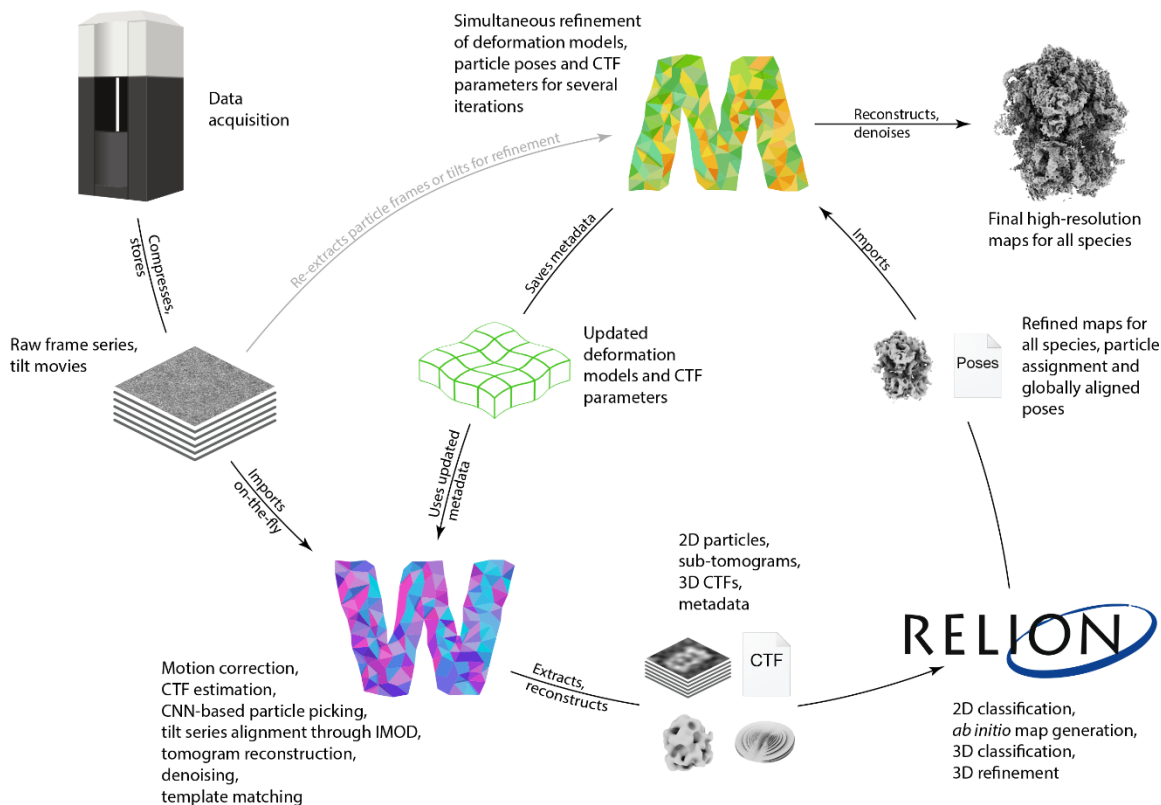 Data
acquisition
Simultaneous refinement
of deformation models,
particle poses and CTF
parameters for several
iterations
M
Reconstructs,
denoises
Final high-resolution
maps for all species
Re-extracts particle frames or tilts for refinement
Compresses,
stores
Saves metadata
Imports
Raw frame series,
tilt movies
Updated
deformation
models and CTF
parameters
Poses
Refined maps for
all species, particle
assignment and
globally aligned
poses
Imports
on-the-fly
Uses updated
metadata
W
2D particles,
sub-tomograms,
3D CTFs,
metadata
CTF
RELION
Motion correction,
CTF estimation,
CNN-based particle picking,
tilt series alignment through IMOD,
tomogram reconstruction,
denoising,
template matching
Extracts,
reconstructs
2D classification,
ab initio map generation,
3D classification,
3D refinement